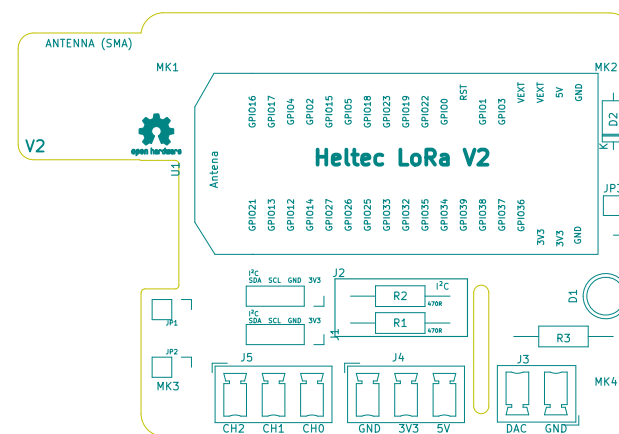 ANTENNA (SMA)
MK1
MK2
GPIO16
GPIO17
GPIO4
GPIO2
GPIO15
GPIO5
GPIO18
GPIO23
GPIO19
GPIO22
GPIO0
RST
GPIO1
GPIO3
VEXT
VEXT
5V
GND
D2
K
V2
open hardware
U1
Antena
Heltec LoRa V2
JP3
GPIO21
GPIO13
GPIO12
GPIO14
GPIO27
GPIO26
GPIO25
GPIO33
GPIO32
GPIO35
GPIO34
GPIO39
GPIO38
GPIO37
GPIO36
3V3
3V3
GND
I²C
SDA SCL GND 3V3
J2
I²C
R2
470R
D1
I²C
SDA SCL GND 3V3
J1
R1
470R
JP1
R3
JP2
J5
J4
J3
MK3
MK4
CH2 CH1 CH0
GND 3V3 5V
DAC GND